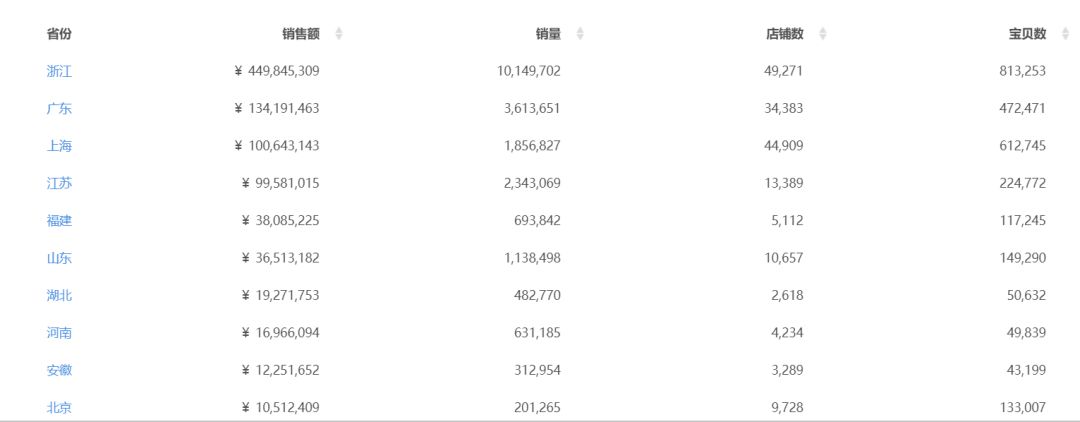 省份 销售额 销量 店铺数 宝贝数
浙江 ¥ 449,845,309 10,149,702 49,271 813,253
广东 ¥ 134,191,463 3,613,651 34,383 472,471
上海 ¥ 100,643,143 1,856,827 44,909 612,745
江苏 ¥ 99,581,015 2,343,069 13,389 224,772
福建 ¥ 38,085,225 693,842 5,112 117,245
山东 ¥ 36,513,182 1,138,498 10,657 149,290
湖北 ¥ 19,271,753 482,770 2,618 50,632
河南 ¥ 16,966,094 631,185 4,234 49,839
安徽 ¥ 12,251,652 312,954 3,289 43,199
北京 ¥ 10,512,409 201,265 9,728 133,007